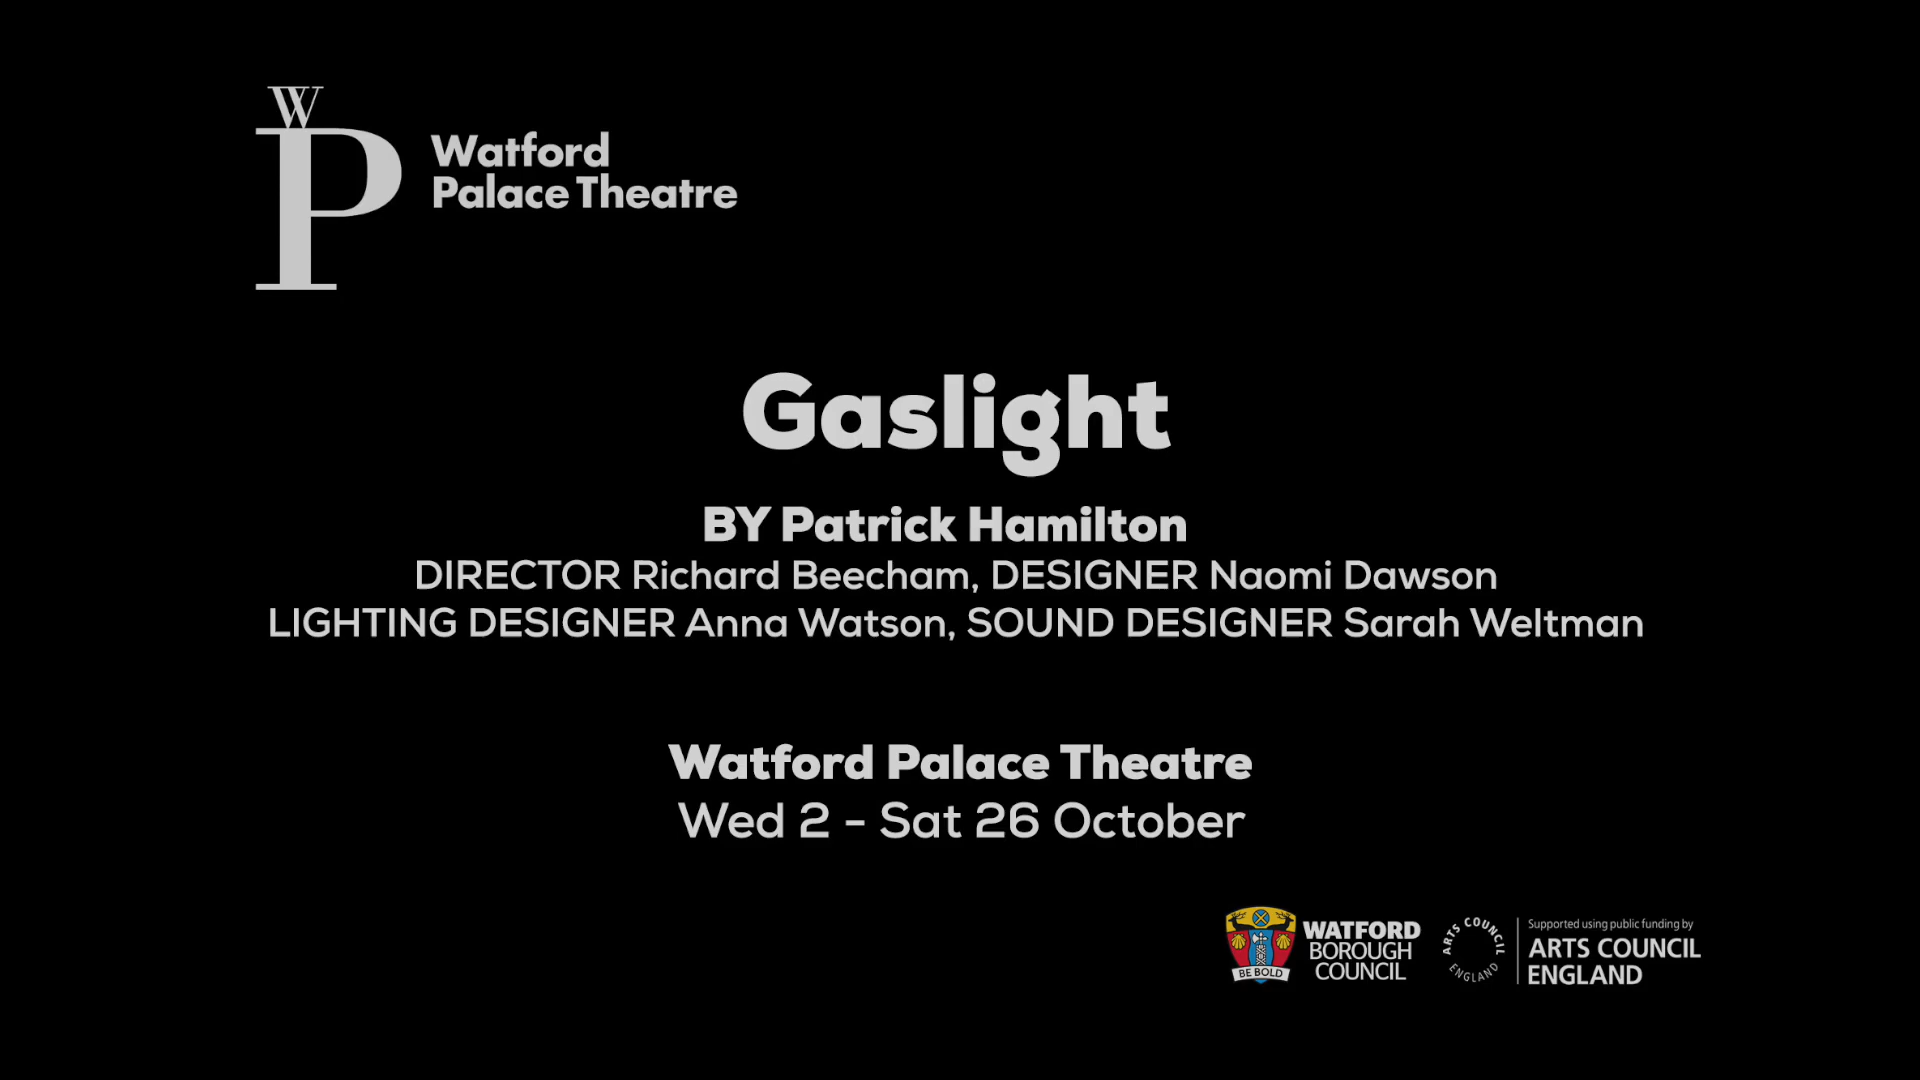 WP
Watford
Palace Theatre
Gaslight
BY Patrick Hamilton
DIRECTOR Richard Beecham, DESIGNER Naomi Dawson
LIGHTING DESIGNER Anna Watson, SOUND DESIGNER Sarah Weltman
Watford Palace Theatre
Wed 2 - Sat 26 October
BE BOLD
WATFORD
BOROUGH
COUNCIL
ARTS COUNCIL
ENGLAND
Supported using public funding by
ARTS COUNCIL
ENGLAND